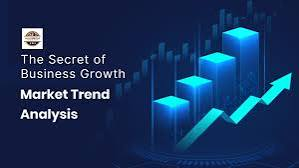 The Secret of
Business Growth
Market Trend
Analysis